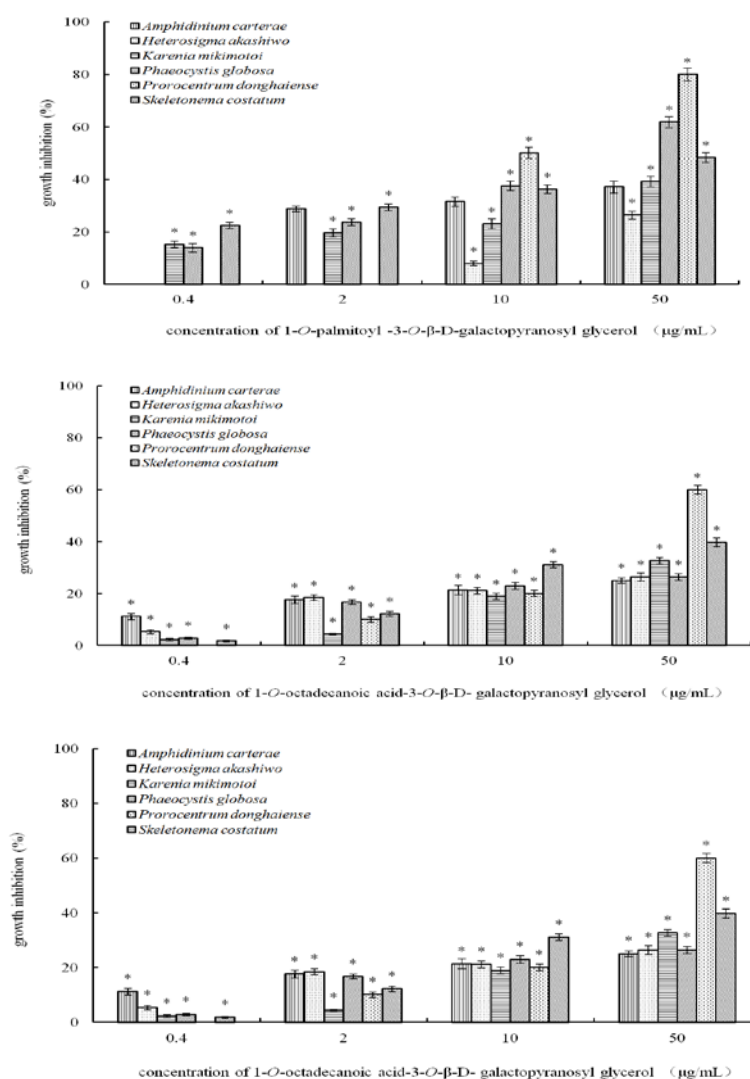 100
80
60
40
20
0
growth inhibition (%)
Amphidinium carterae
Heterosigma akashiwo
Karenia mikimotoi
Phaeocystis globosa
Prorocentrum donghaiense
Skeletonema costatum
* * *
* * *
* * * * *
* * * * *
0.4 2 10 50
concentration of 1-O-palmitoyl -3-O-β-D-galactopyranosyl glycerol （μg/mL）
100
80
60
40
20
0
growth inhibition (%)
Amphidinium carterae
Heterosigma akashiwo
Karenia mikimotoi
Phaeocystis globosa
Prorocentrum donghaiense
Skeletonema costatum
* * * * *
* * * * * *
* * * * * *
* * * * * *
0.4 2 10 50
concentration of 1-O-octadecanoic acid-3-O-β-D- galactopyranosyl glycerol （μg/mL）
100
80
60
40
20
0
growth inhibition (%)
Amphidinium carterae
Heterosigma akashiwo
Karenia mikimotoi
Phaeocystis globosa
Prorocentrum donghaiense
Skeletonema costatum
* * * * *
* * * * * *
* * * * * *
* * * * * *
0.4 2 10 50
concentration of 1-O-octadecanoic acid-3-O-β-D- galactopyranosyl glycerol （μg/mL）